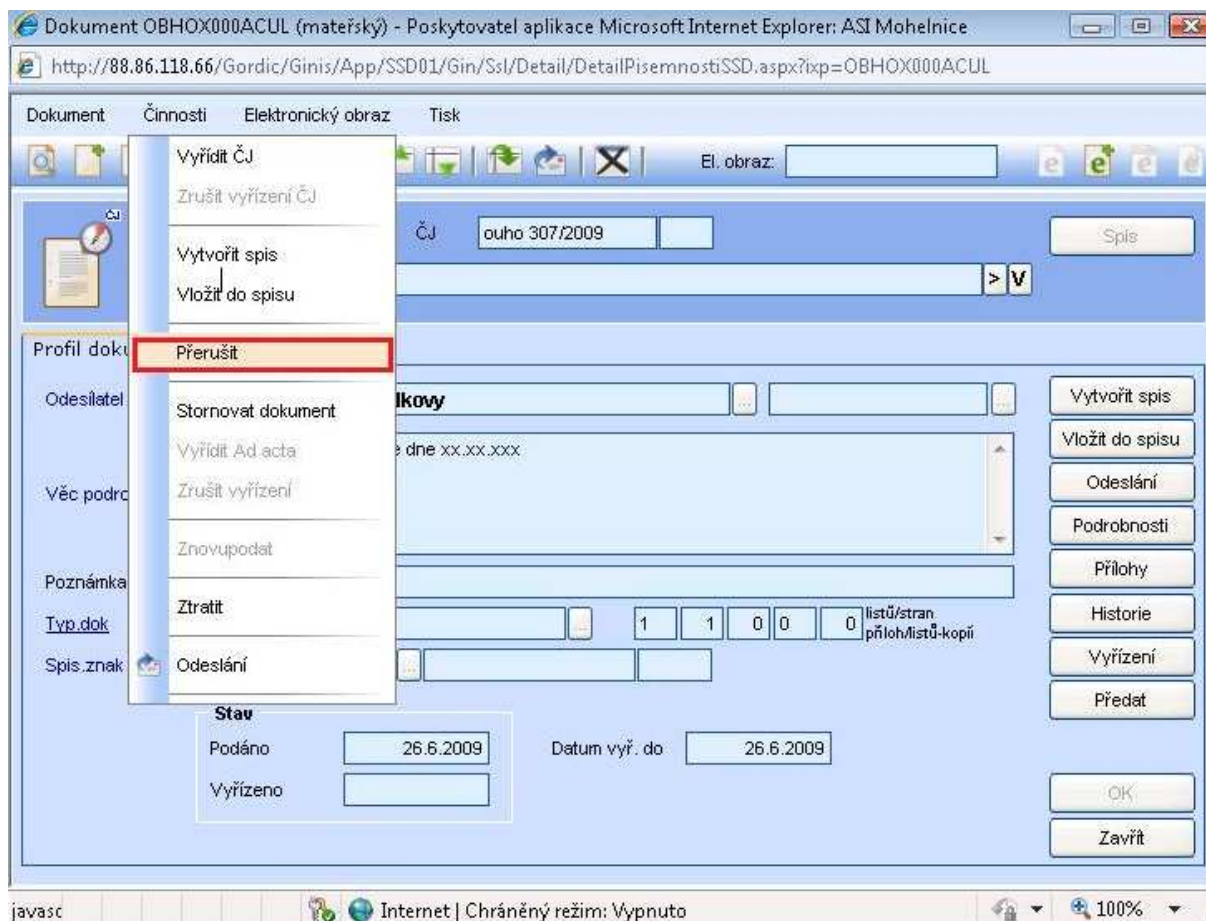 Dokument OBHOX000ACUL (mateřský) - Poskytovatel aplikace Microsoft Internet Explorer: ASI Mohelnice
http://88.86.118.66/Gordic/Ginis/App/SSD01/Gin/Ssl/Detail/DetailPisemnostiSSD.aspx?ixp=OBHOX000ACUL
Dokument Činnosti Elektronický obraz Tisk
Vyřídit ČJ
El. obraz:
Zrušit vyřízení ČJ
ČJ
ČJ ouho 307/2009
Spis
Vytvořit spis
Vložit do spisu
> V
Profil doku
Přerušit
Odesílatel
lkovy
Vytvořit spis
Stornovat dokument
Vložit do spisu
Vyřídit Ad acta
e dne xx.xx.xxx
Odeslání
Věc podro
Zrušit vyřízení
Podrobnosti
Znovupodat
Přílohy
Poznámka
Ztratit
Historie
Typ.dok
... 1 1 0 0 0 listů/stran
příloh/listů-kopií
Spis.znak
Odeslání
...
Vyřízení
Předat
Stav
Podáno 26.6.2009 Datum vyř. do 26.6.2009
Vyřízeno
OK
Zavřít
javasc Internet | Chráněný režim: Vypnuto 100%